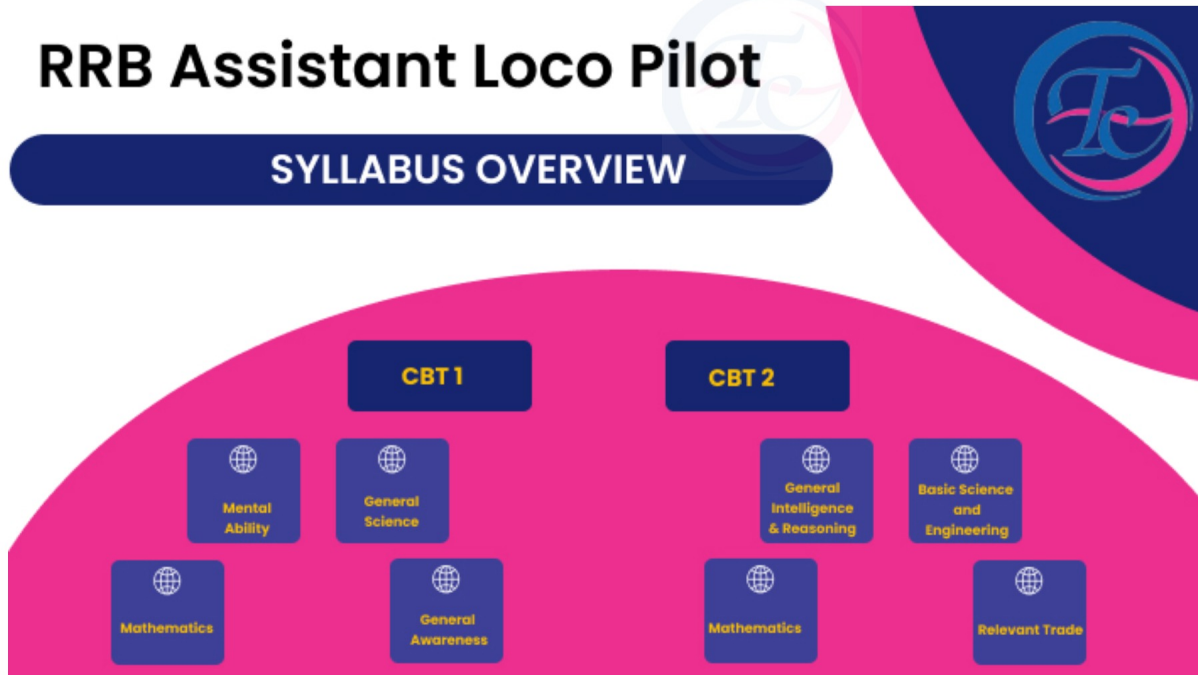 RRB Assistant Loco Pilot
Tc
SYLLABUS OVERVIEW
CBT 1
CBT 2
Mental
Ability
General
Science
General
Intelligence
& Reasoning
Basic Science
and
Engineering
Mathematics
General
Awareness
Mathematics
Relevant Trade